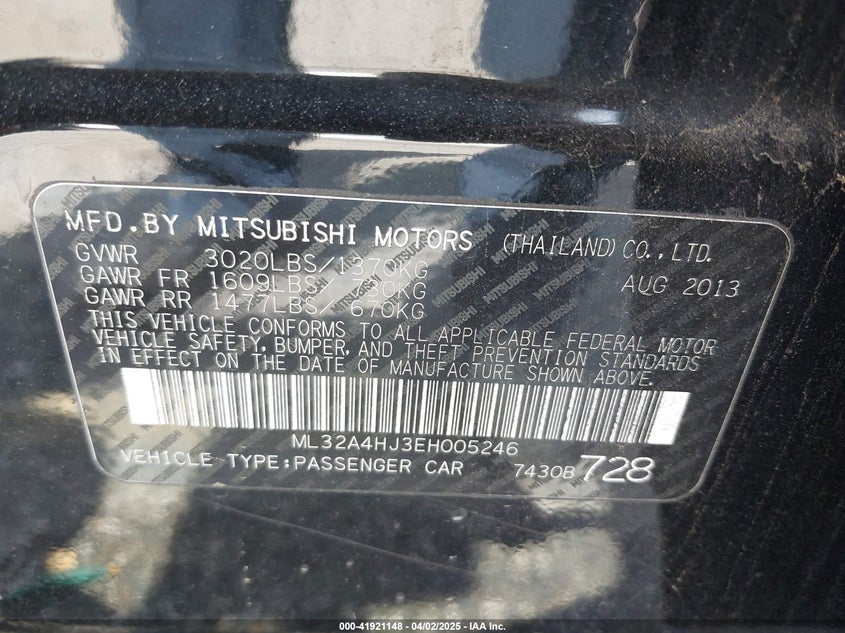 MFD.BY MITSUBISHI MOTORS (THAILAND) CO., LTD.
GVWR 3020LBS/1370KG
GAWR FR 1609LBS/ 730KG AUG 2013
GAWR RR 1477LBS/ 670KG
THIS VEHICLE CONFORMS TO ALL APPLICABLE FEDERAL MOTOR
VEHICLE SAFETY, BUMPER, AND THEFT PREVENTION STANDARDS
IN EFFECT ON THE DATE OF MANUFACTURE SHOWN ABOVE.
ML32A4HJ3EH005246
VEHICLE TYPE:PASSENGER CAR 7430B 728
000-41921148 - 04/02/2025 - IAA Inc.